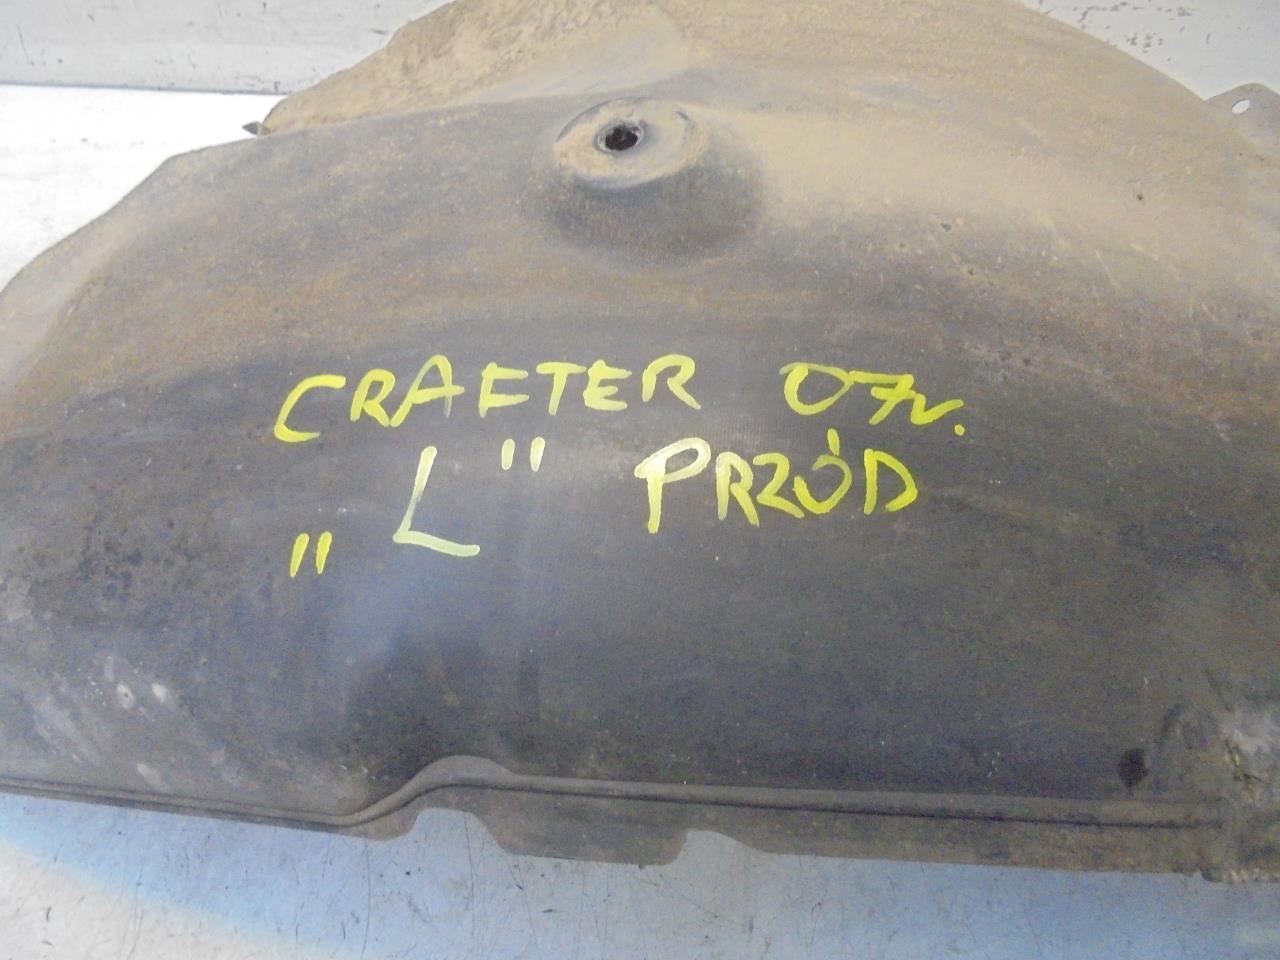 CRAFTER 07r.
„L" PRZÓD